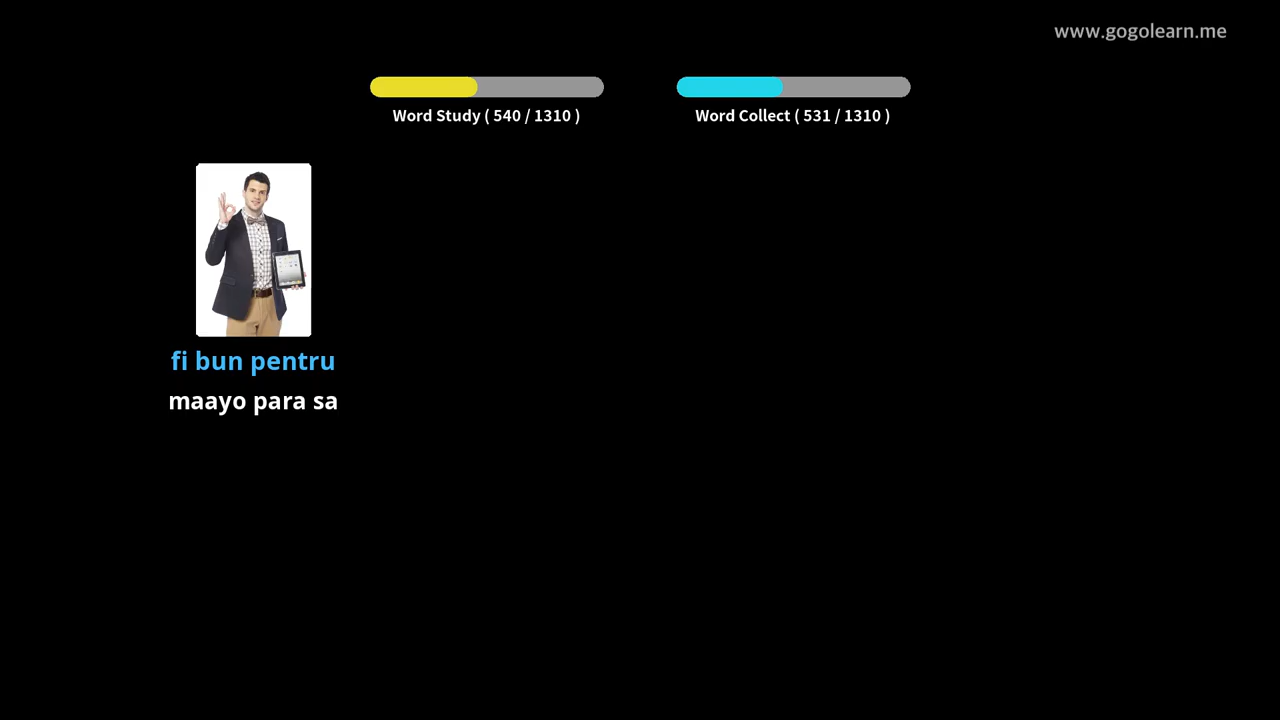 www.gogolearn.me
Word Study ( 540 / 1310 )
Word Collect ( 531 / 1310 )
fi bun pentru
maayo para sa